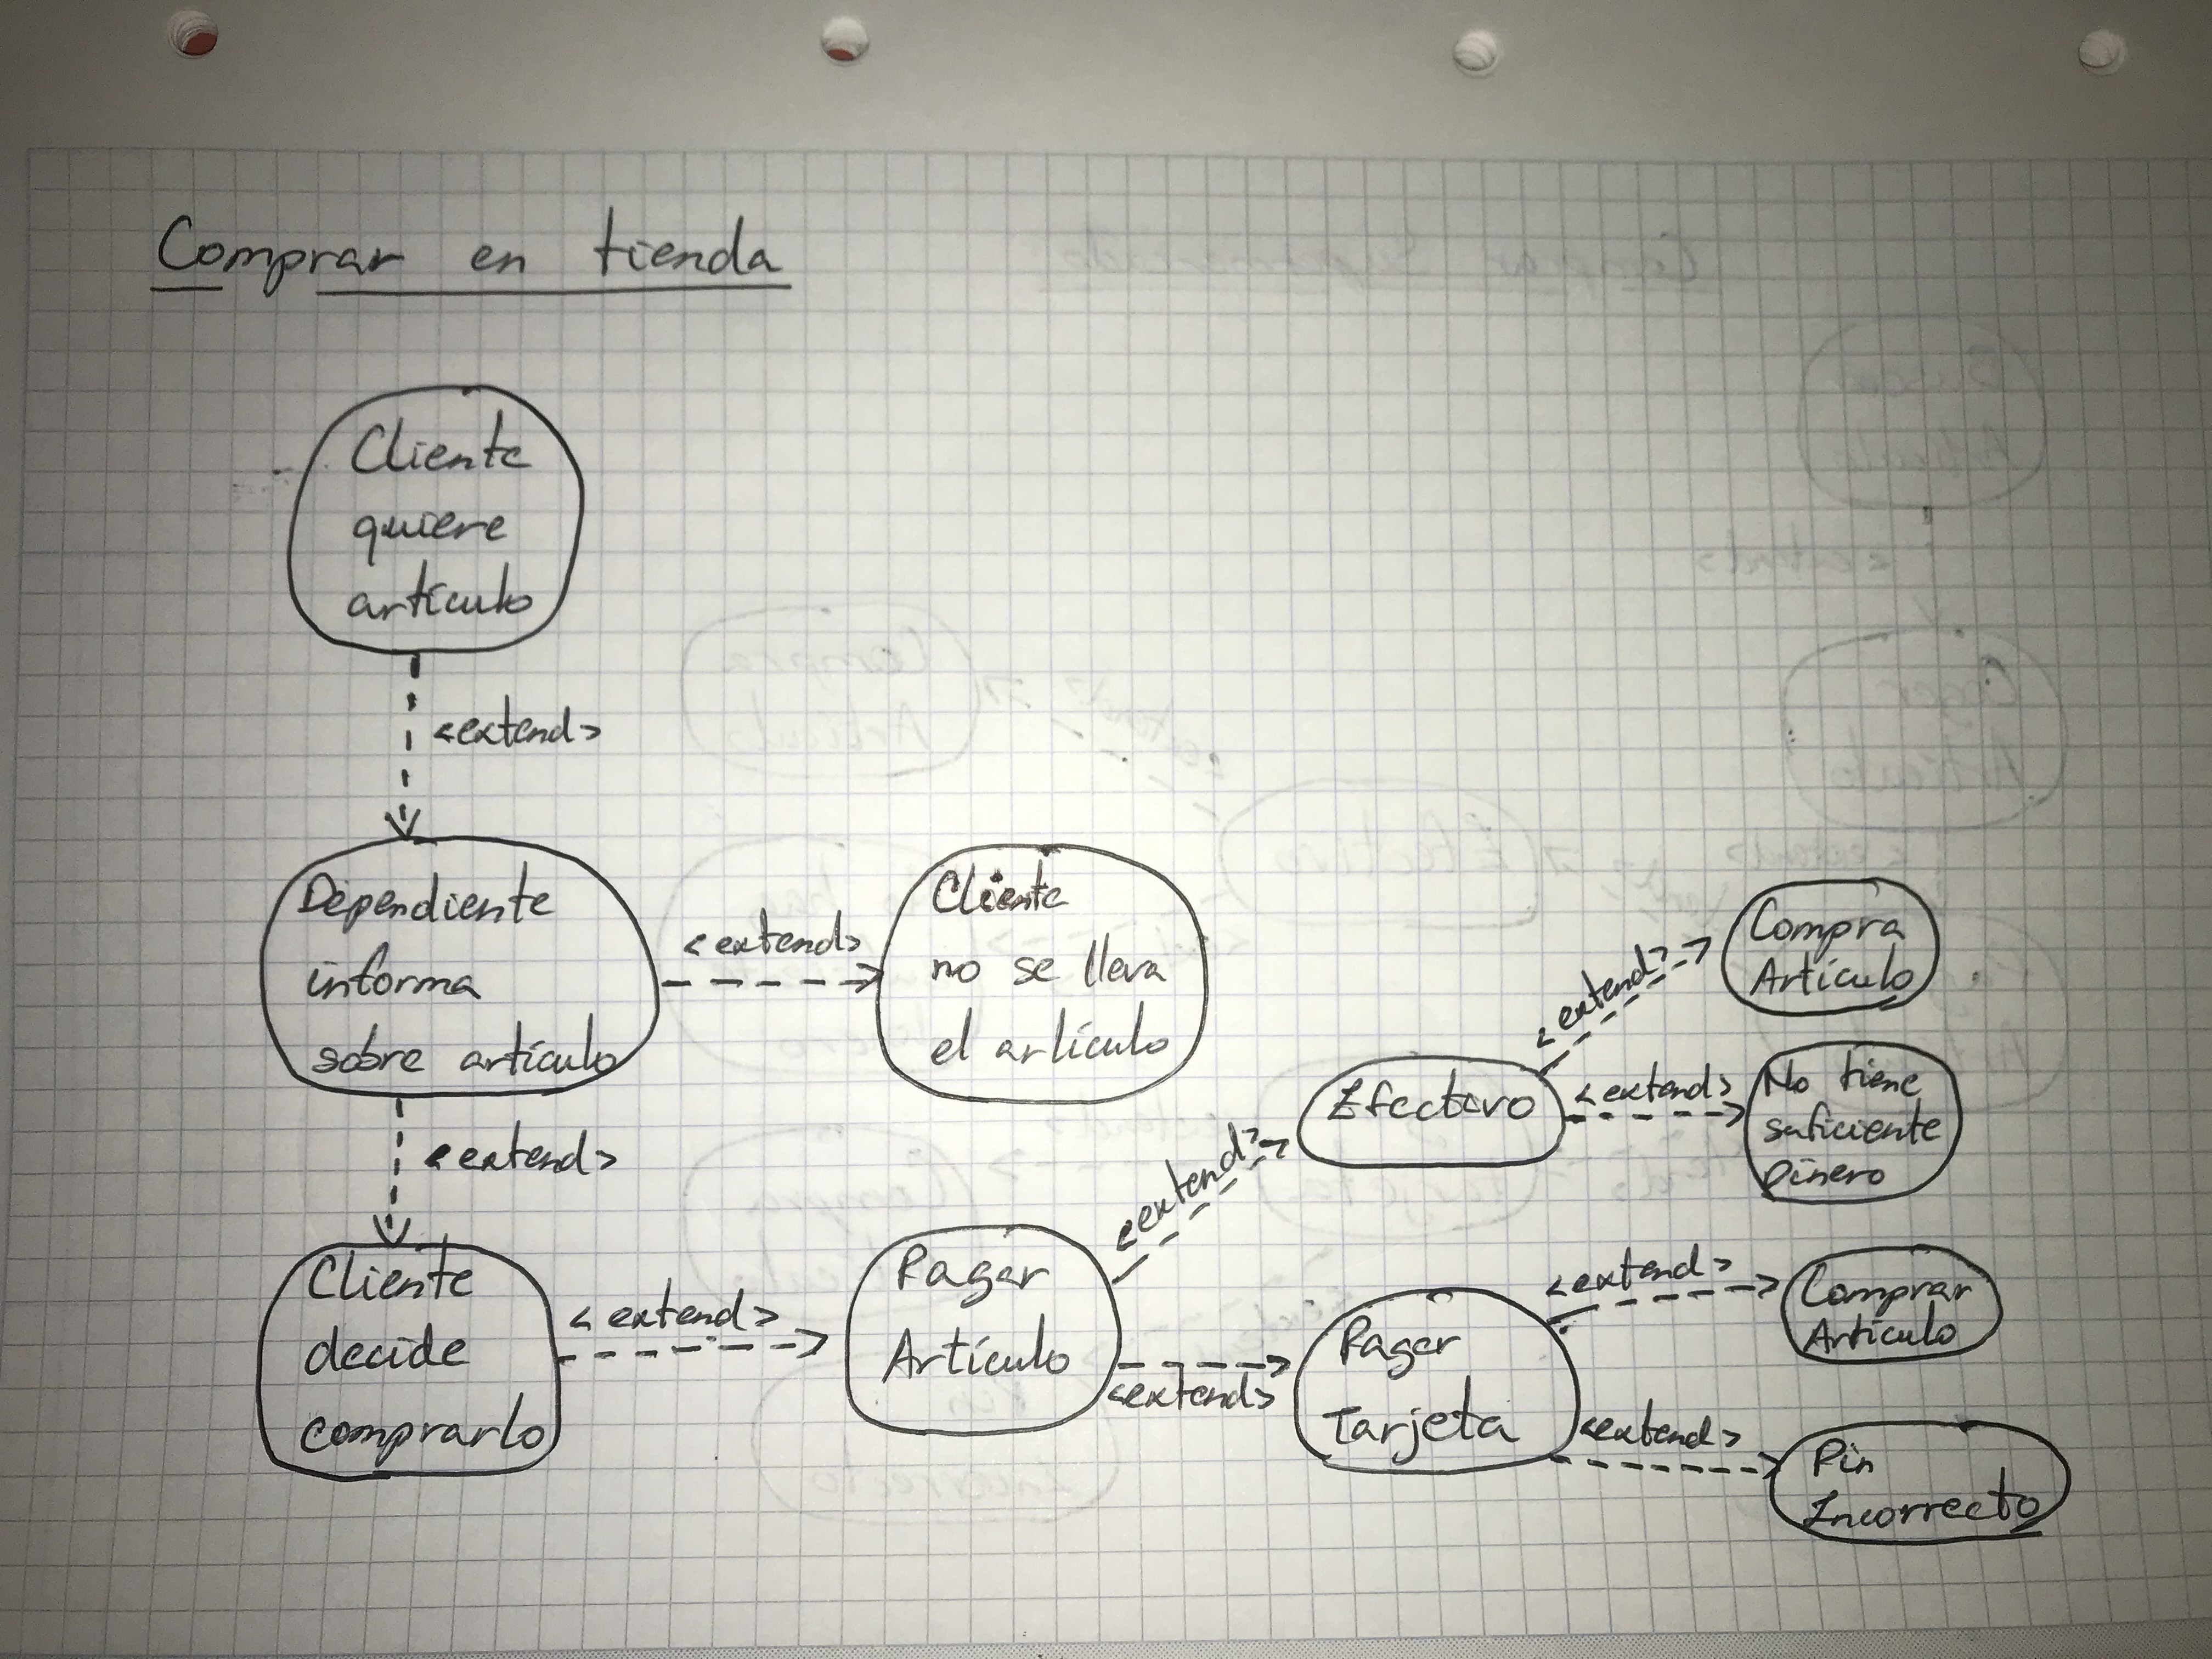 Comprar en tienda
Cliente
quiere
artículo
<extend>
Dependiente
informa
sobre artículo
<extend>
Cliente
no se lleva
el artículo
<extend>
Cliente
decide
comprarlo
<extend>
Pagar
Artículo
<extend>
Efectivo
<extend>
Compra
Artículo
<extend>
No tiene
suficiente
Dinero
<extend>
Pagar
Tarjeta
<extend>
Comprar
Artículo
<extend>
Pin
Incorrecto